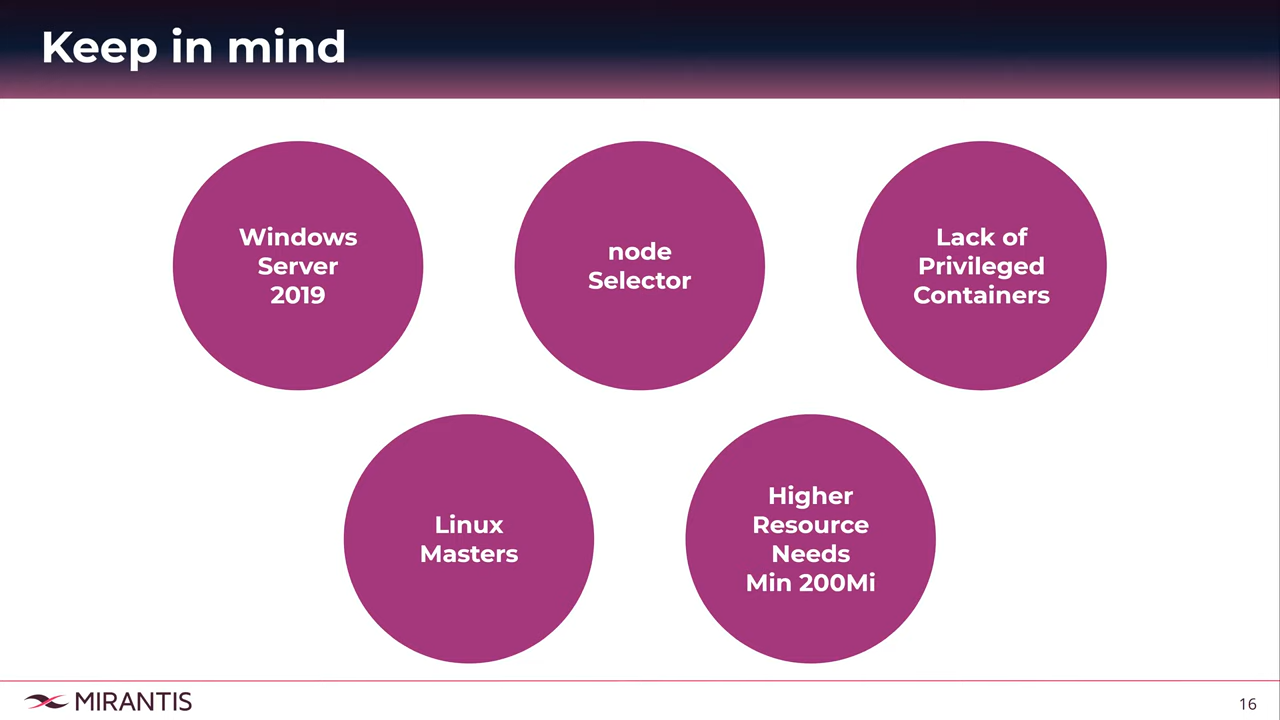 Keep in mind
Windows
Server
2019
node
Selector
Lack of
Privileged
Containers
Linux
Masters
Higher
Resource
Needs
Min 200Mi
MIRANTIS
16